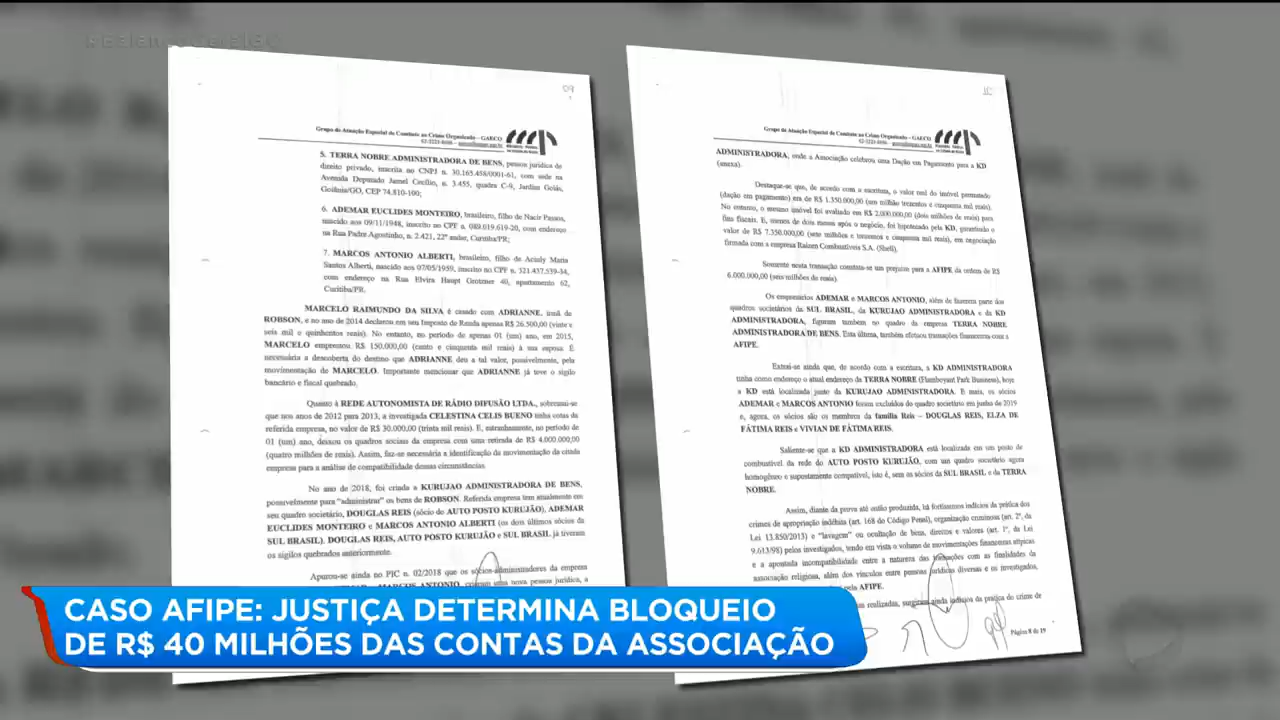 #BalançoGeralGO
09
Grupo de Atuação Especial de Combate ao Crime Organizado – GAECO
5. TERRA NOBRE ADMINISTRADORA DE BENS, pessoa jurídica de
direito privado, inscrita no CNPJ n. 30.165.458/0001-61, com sede na
Avenida Deputado Jamel Cecílio, n. 3.455, quadra C-9, Jardim Goiás,
Goiânia/GO, CEP 74.810-100;
6. ADEMAR EUCLIDES MONTEIRO, brasileiro, filho de Nacir Passos,
nascido aos 09/11/1948, inscrito no CPF n. 089.019.619-20, com endereço
na Rua Padre Agostinho, n. 2.421, 22º andar, Curitiba/PR;
7. MARCOS ANTONIO ALBERTI, brasileiro, filho de Aciuly Maria
Santos Alberti, nascido aos 07/05/1959, inscrito no CPF n. 321.437.539-34,
com endereço na Rua Elvira Haupt Grotzner 40, apartamento 62,
Curitiba/PR.
MARCELO RAIMUNDO DA SILVA é casado com ADRIANNE, irmã de
ROBSON, e no ano de 2014 declarou em seu Imposto de Renda apenas R$ 26.500,00 (vinte e
seis mil e quinhentos reais). No entanto, no período de apenas 01 (um) ano, em 2015,
MARCELO emprestou R$ 150.000,00 (cento e cinquenta mil reais) à sua esposa. É
necessária a descoberta do destino que ADRIANNE deu a tal valor, possivelmente, pela
movimentação de MARCELO. Importante mencionar que ADRIANNE já teve o sigilo
bancário e fiscal quebrado.
Quanto à REDE AUTONOMISTA DE RÁDIO DIFUSÃO LTDA., sobressai-se
que nos anos de 2012 para 2013, a investigada CELESTINA CELIS BUENO tinha cotas da
referida empresa, no valor de R$ 30.000,00 (trinta mil reais). E, estranhamente, no período de
01 (um) ano, deixou os quadros sociais da empresa com uma retirada de R$ 4.000.000,00
(quatro milhões de reais). Assim, faz-se necessária a identificação da movimentação da citada
empresa para a análise de compatibilidade dessas circunstâncias.
No ano de 2018, foi criada a KURUJAO ADMINISTRADORA DE BENS,
possivelmente para "administrar" os bens de ROBSON. Referida empresa tem atualmente em
seu quadro societário, DOUGLAS REIS (sócio do AUTO POSTO KURUJÃO), ADEMAR
EUCLIDES MONTEIRO e MARCOS ANTONIO ALBERTI (os dois últimos sócios da
SUL BRASIL). DOUGLAS REIS, AUTO POSTO KURUJÃO e SUL BRASIL já tiveram
os sigilos quebrados anteriormente.
Apurou-se ainda no PIC n. 02/2018 que os sócios-administradores da empresa
MARCOS ANTONIO, criaram uma nova pessoa jurídica, a
10
Grupo de Atuação Especial de Combate ao Crime Organizado – GAECO
ADMINISTRADORA, onde a Associação celebrou uma Dação em Pagamento para a KD
(anexa).
Destaque-se que, de acordo com a escritura, o valor real do imóvel permutado
(dação em pagamento) era de R$ 1.350.000,00 (um milhão trezentos e cinquenta mil reais).
No entanto, o mesmo imóvel foi avaliado em R$ 2.000.000,00 (dois milhões de reais) para
fins fiscais. E, menos de dois meses após o negócio, foi hipotecado pela KD, garantindo o
valor de R$ 7.350.000,00 (sete milhões e trezentos e cinquenta mil reais), em negociação
firmada com a empresa Raizen Combustíveis S.A. (Shell).
Somente nesta transação constata-se um prejuízo para a AFIPE da ordem de R$
6.000.000,00 (seis milhões de reais).
Os empresários ADEMAR e MARCOS ANTONIO, além de fazerem parte dos
quadros societários da SUL BRASIL, da KURUJAO ADMINISTRADORA e da KD
ADMINISTRADORA, figuram também no quadro da empresa TERRA NOBRE
ADMINISTRADORA DE BENS. Esta última, também efetuou transações financeiras com a
AFIPE.
Extrai-se ainda que, de acordo com a escritura, a KD ADMINISTRADORA
tinha como endereço o atual endereço da TERRA NOBRE (Flamboyant Park Business), hoje
a KD está localizada junto da KURUJAO ADMINISTRADORA. E mais, os sócios
ADEMAR e MARCOS ANTONIO foram excluídos do quadro societário em junho de 2019
e, agora, os sócios são os membros da família Reis – DOUGLAS REIS, ELZA DE
FÁTIMA REIS e VIVIAN DE FÁTIMA REIS.
Saliente-se que a KD ADMINISTRADORA está localizada em um posto de
combustível da rede do AUTO POSTO KURUJÃO, com um quadro societário agora
homogêneo e supostamente compatível, isto é, sem os sócios da SUL BRASIL e da TERRA
NOBRE.
Assim, diante da prova até então produzida, há fortíssimos indícios da prática dos
crimes de apropriação indébita (art. 168 do Código Penal), organização criminosa (art. 2º, da
Lei 12.850/2013) e "lavagem" ou ocultação de bens, direitos e valores (art. 1º, da Lei
9.613/98) pelos investigados, tendo em vista o volume de movimentações financeiras atípicas
e a apontada incompatibilidade entre a natureza das transações com as finalidades da
associação religiosa, além dos vínculos entre pessoas jurídicas diversas e os investigados,
pela AFIPE.
realizadas, surgiram ainda indícios da prática do crime de
Página 8 de 19
CASO AFIPE: JUSTIÇA DETERMINA BLOQUEIO
DE R$ 40 MILHÕES DAS CONTAS DA ASSOCIAÇÃO